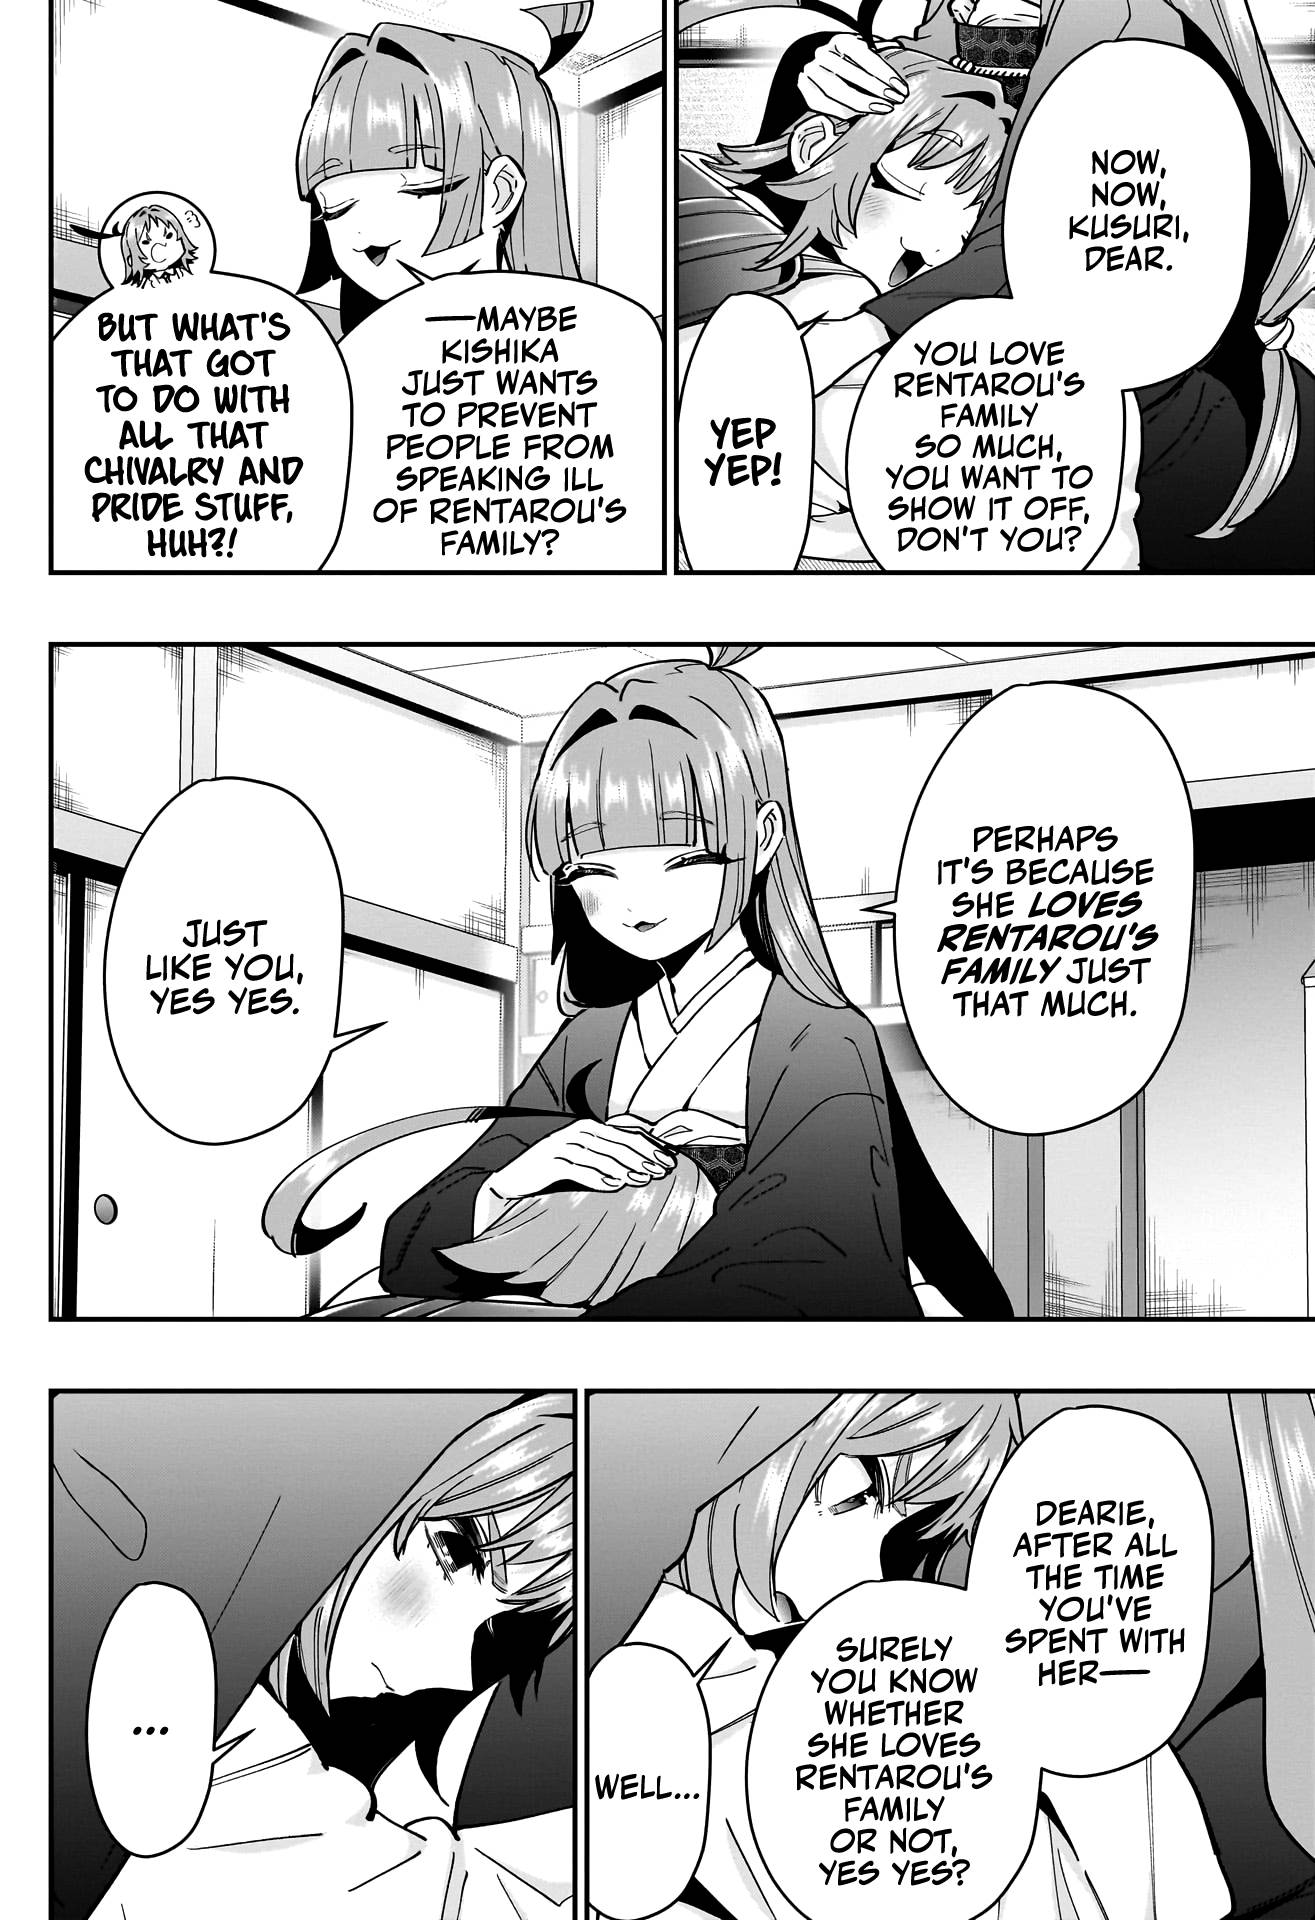 NOW,
NOW,
KUSURI,
DEAR.
YOU LOVE
RENTAROU'S
FAMILY
SO MUCH,
YOU WANT TO
SHOW IT OFF,
DON'T YOU?
YEP
YEP!
—MAYBE
KISHIKA
JUST WANTS
TO PREVENT
PEOPLE FROM
SPEAKING ILL
OF RENTAROU'S
FAMILY?
BUT WHAT'S
THAT GOT
TO DO WITH
ALL THAT
CHIVALRY AND
PRIDE STUFF,
HUH?!
PERHAPS
IT'S BECAUSE
SHE LOVES
RENTAROU'S
FAMILY JUST
THAT MUCH.
JUST
LIKE YOU,
YES YES.
DEARIE,
AFTER ALL
THE TIME
YOU'VE
SPENT WITH
HER—
SURELY
YOU KNOW
WHETHER
SHE LOVES
RENTAROU'S
FAMILY
OR NOT,
YES YES?
WELL...
...